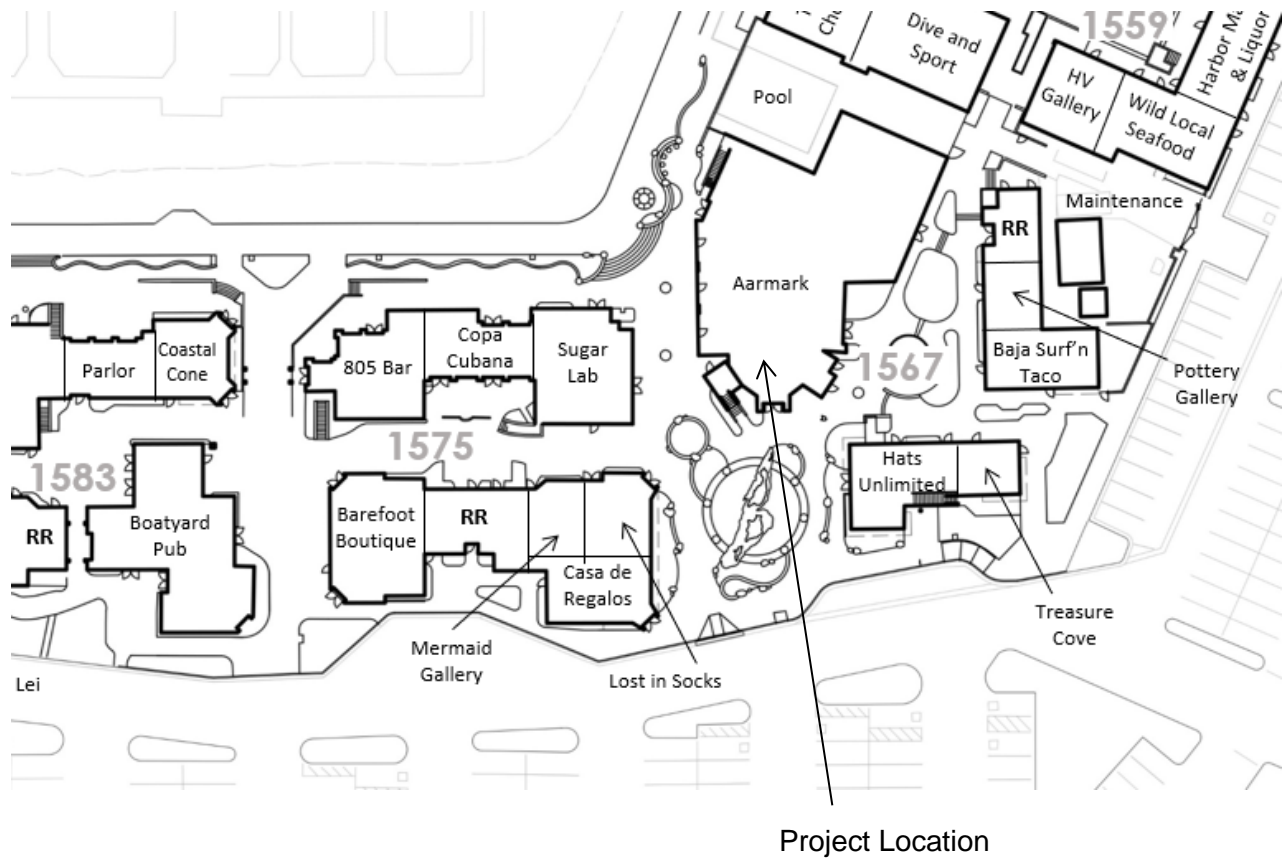 1559
Harbor Ma
& Liquor
Dive and
Sport
HV
Gallery
Wild Local
Seafood
Pool
Maintenance
RR
Aarmark
Coastal
Cone
Parlor
805 Bar
Copa
Cubana
Sugar
Lab
1567
Baja Surf'n
Taco
Pottery
Gallery
1575
1583
Hats
Unlimited
RR
Boatyard
Pub
Barefoot
Boutique
RR
Casa de
Regalos
Mermaid
Gallery
Lost in Socks
Treasure
Cove
Lei
Project Location